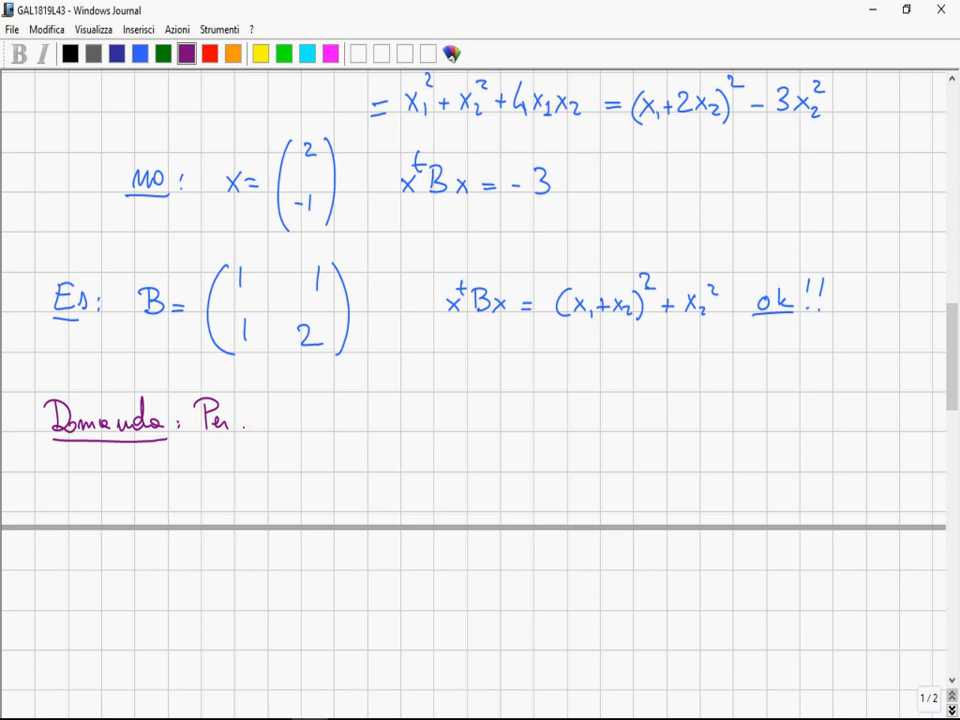 GAL1819L43 - Windows Journal
File Modifica Visualizza Inserisci Azioni Strumenti ?
B I
= x₁² + x₂² + 4x₁x₂ = (x₁+2x₂)² - 3x₂²
no : x = (2 -1) xᵗBx = -3
Es : B = (1 1 1 2) xᵗBx = (x₁+x₂)² + x₂² ok !!
Domanda : Per
1 / 2